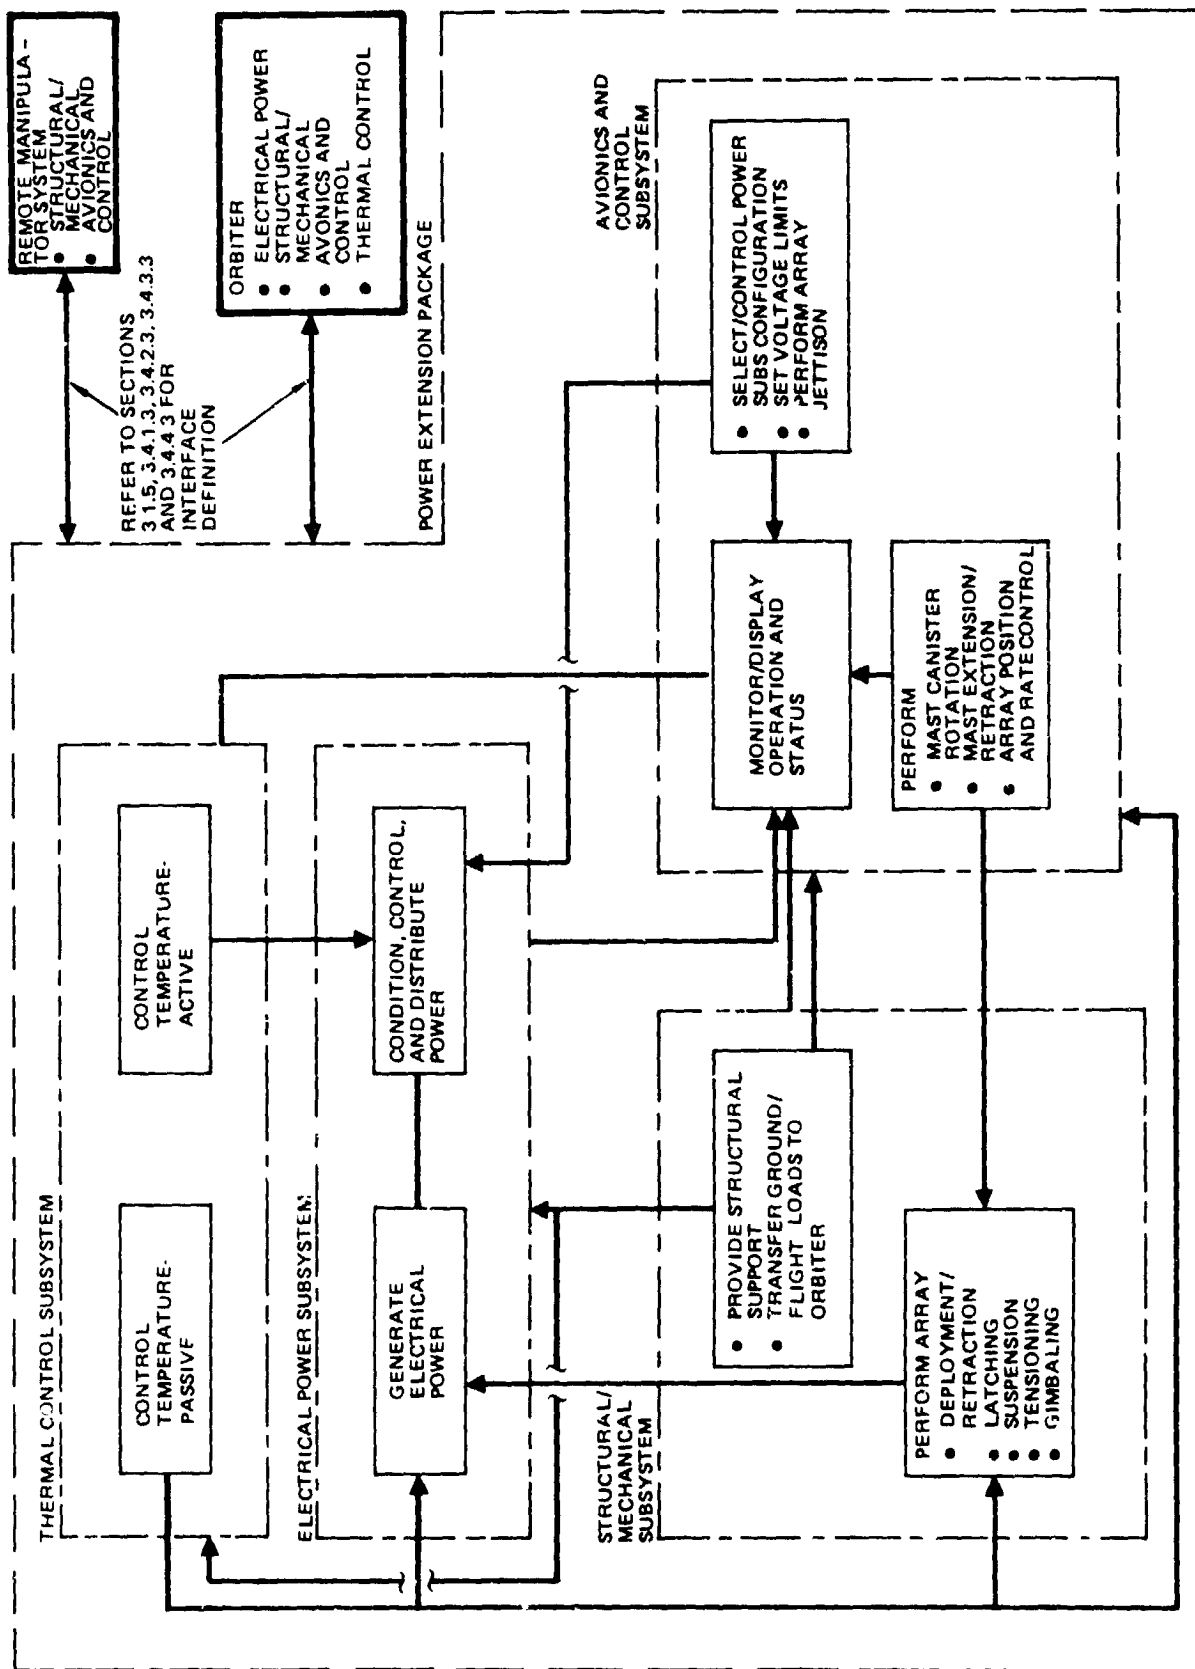 THERMAL CONTROL SUBSYSTEM
CONTROL
TEMPERATURE-
PASSIVE
CONTROL
TEMPERATURE-
ACTIVE
ELECTRICAL POWER SUBSYSTEM
GENERATE
ELECTRICAL
POWER
CONDITION, CONTROL,
AND DISTRIBUTE
POWER
STRUCTURAL/
MECHANICAL
SUBSYSTEM
● PROVIDE STRUCTURAL
SUPPORT
● TRANSFER GROUND/
FLIGHT LOADS TO
ORBITER
PERFORM ARRAY
● DEPLOYMENT/
RETRACTION
● LATCHING
● SUSPENSION
● TENSIONING
● GIMBALING
REMOTE MANIPULA-
TOR SYSTEM
● STRUCTURAL/
MECHANICAL
● AVIONICS AND
CONTROL
REFER TO SECTIONS
3 1.5, 3.4.1.3, 3.4.2.3, 3.4.3.3
AND 3.4.4 3 FOR
INTERFACE
DEFINITION
ORBITER
● ELECTRICAL POWER
● STRUCTURAL/
MECHANICAL
● AVONICS AND
CONTROL
● THERMAL CONTROL
POWER EXTENSION PACKAGE
AVIONICS AND
CONTROL
SUBSYSTEM
● SELECT/CONTROL POWER
SUBS CONFIGURATION
● SET VOLTAGE LIMITS
● PERFORM ARRAY
JETTISON
MONITOR/DISPLAY
OPERATION AND
STATUS
PERFORM
● MAST CANISTER
ROTATION
● MAST EXTENSION/
RETRACTION
● ARRAY POSITION
AND RATE CONTROL